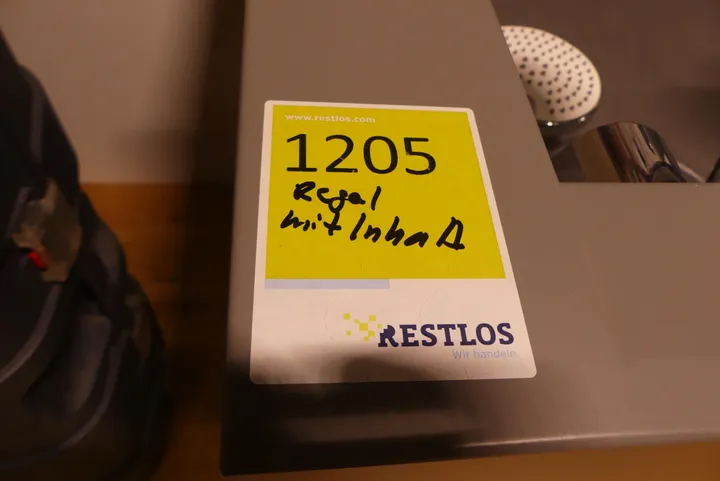 www.restlos.com
1205
Regal
mit Inhalt
RESTLOS
Wir handeln